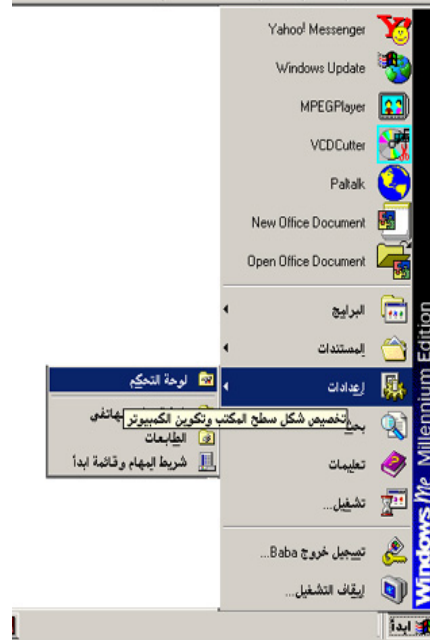 Yahoo! Messenger
Windows Update
MPEGPlayer
VCDCutter
Paltalk
New Office Document
Open Office Document
البرامج
المستندات
إعدادات
لوحة التحكم
تخصيص شكل سطح المكتب وتكوين الكمبيوتر
الطابعات
شريط المهام وقائمة ابدأ
بحث
تعليمات
تشغيل...
تسجيل خروج Baba...
إيقاف التشغيل...
Windows Me Millennium Edition
ابدأ